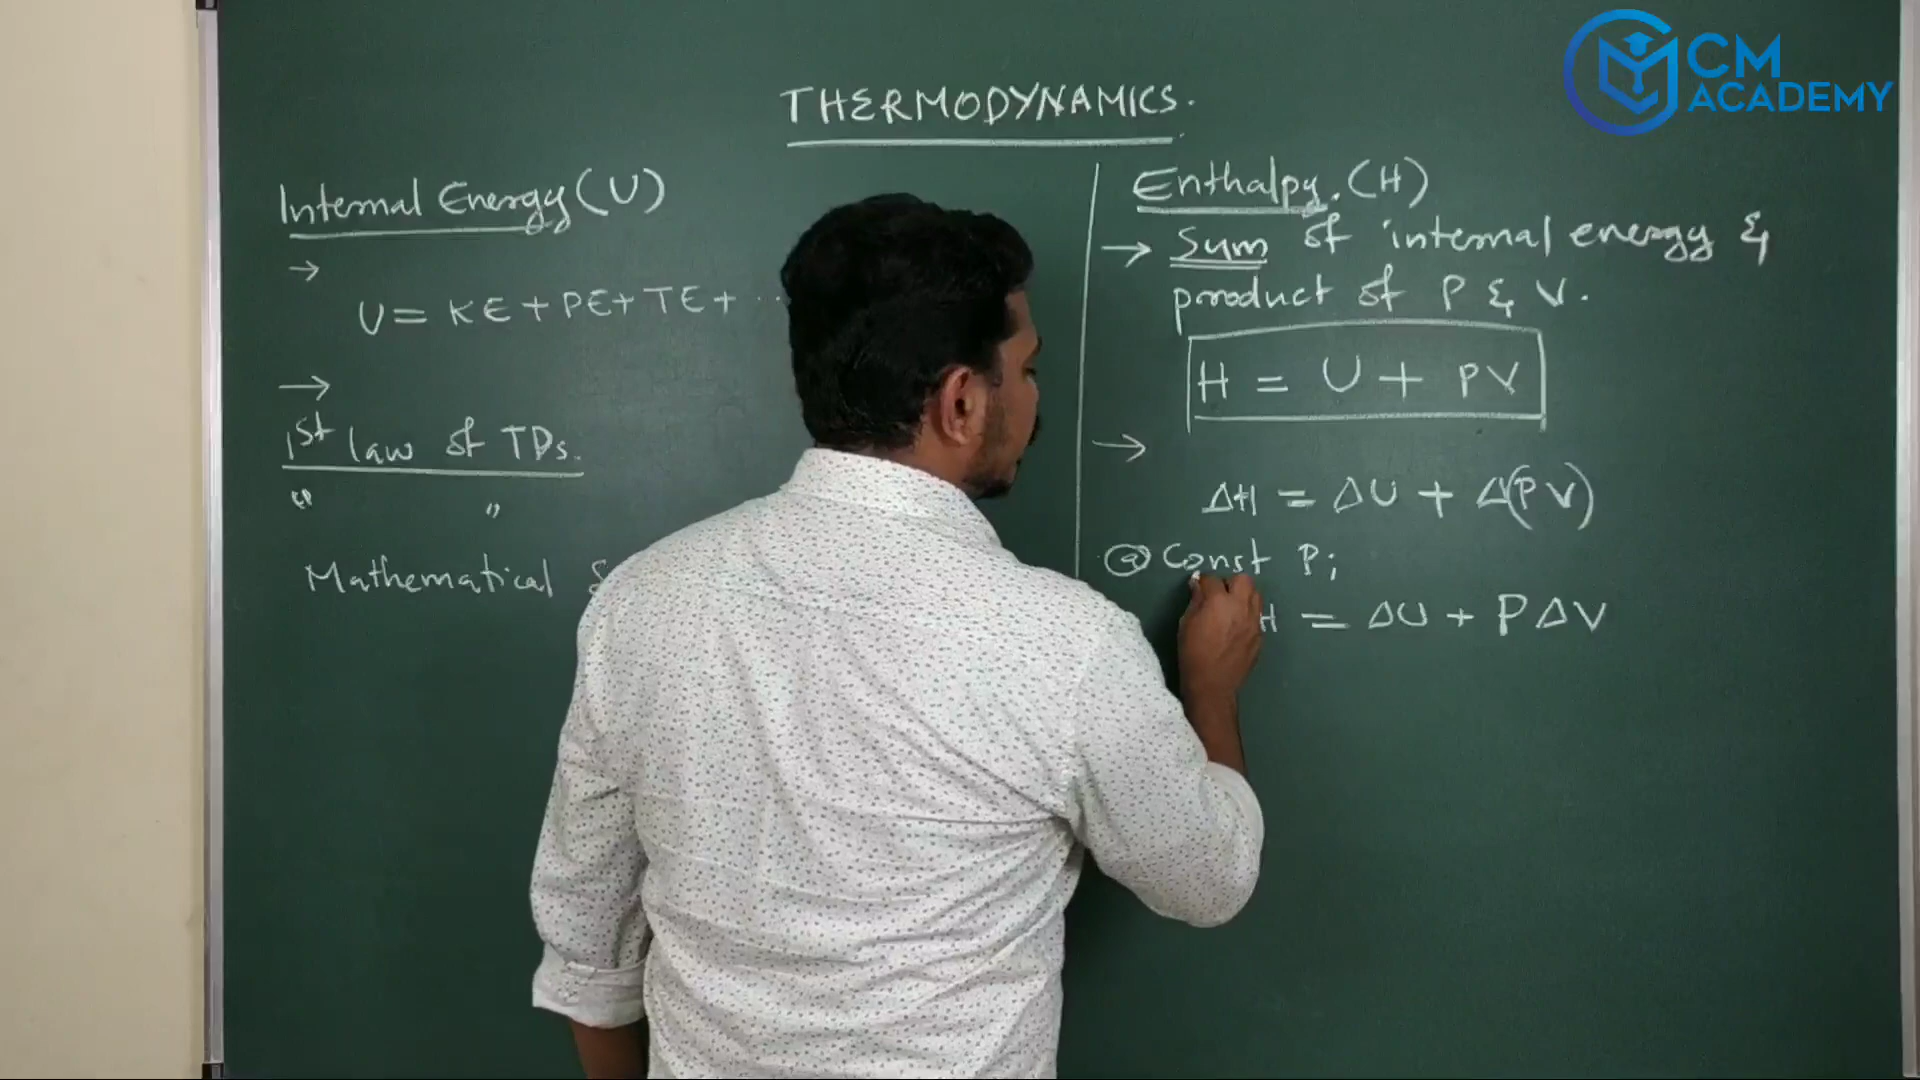 CM
ACADEMY
THERMODYNAMICS.
Internal Energy (U)
→
U = KE + PE + TE + ...
→
1st law of TDs.
" "
Mathematical
Enthalpy. (H)
→ Sum of internal energy &
product of P & V.
H = U + PV
→
ΔH = ΔU + Δ(PV)
@ Const P;
H = ΔU + PΔV